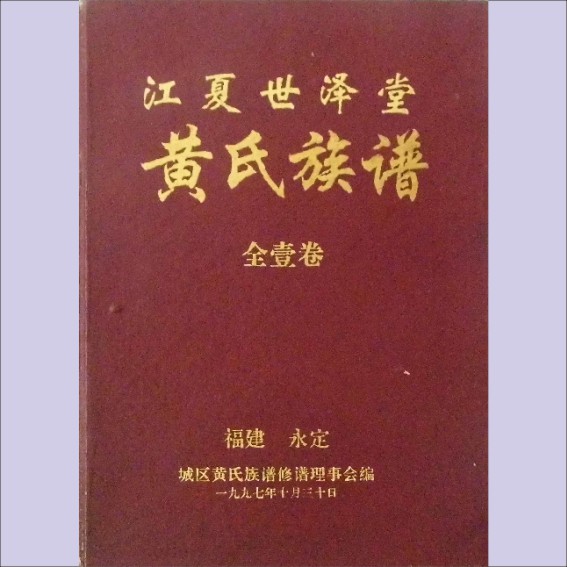 江夏世泽堂
黄氏族谱
全壹卷
福建 永定
城区黄氏族谱修谱理事会编
一九九七年十月三十日